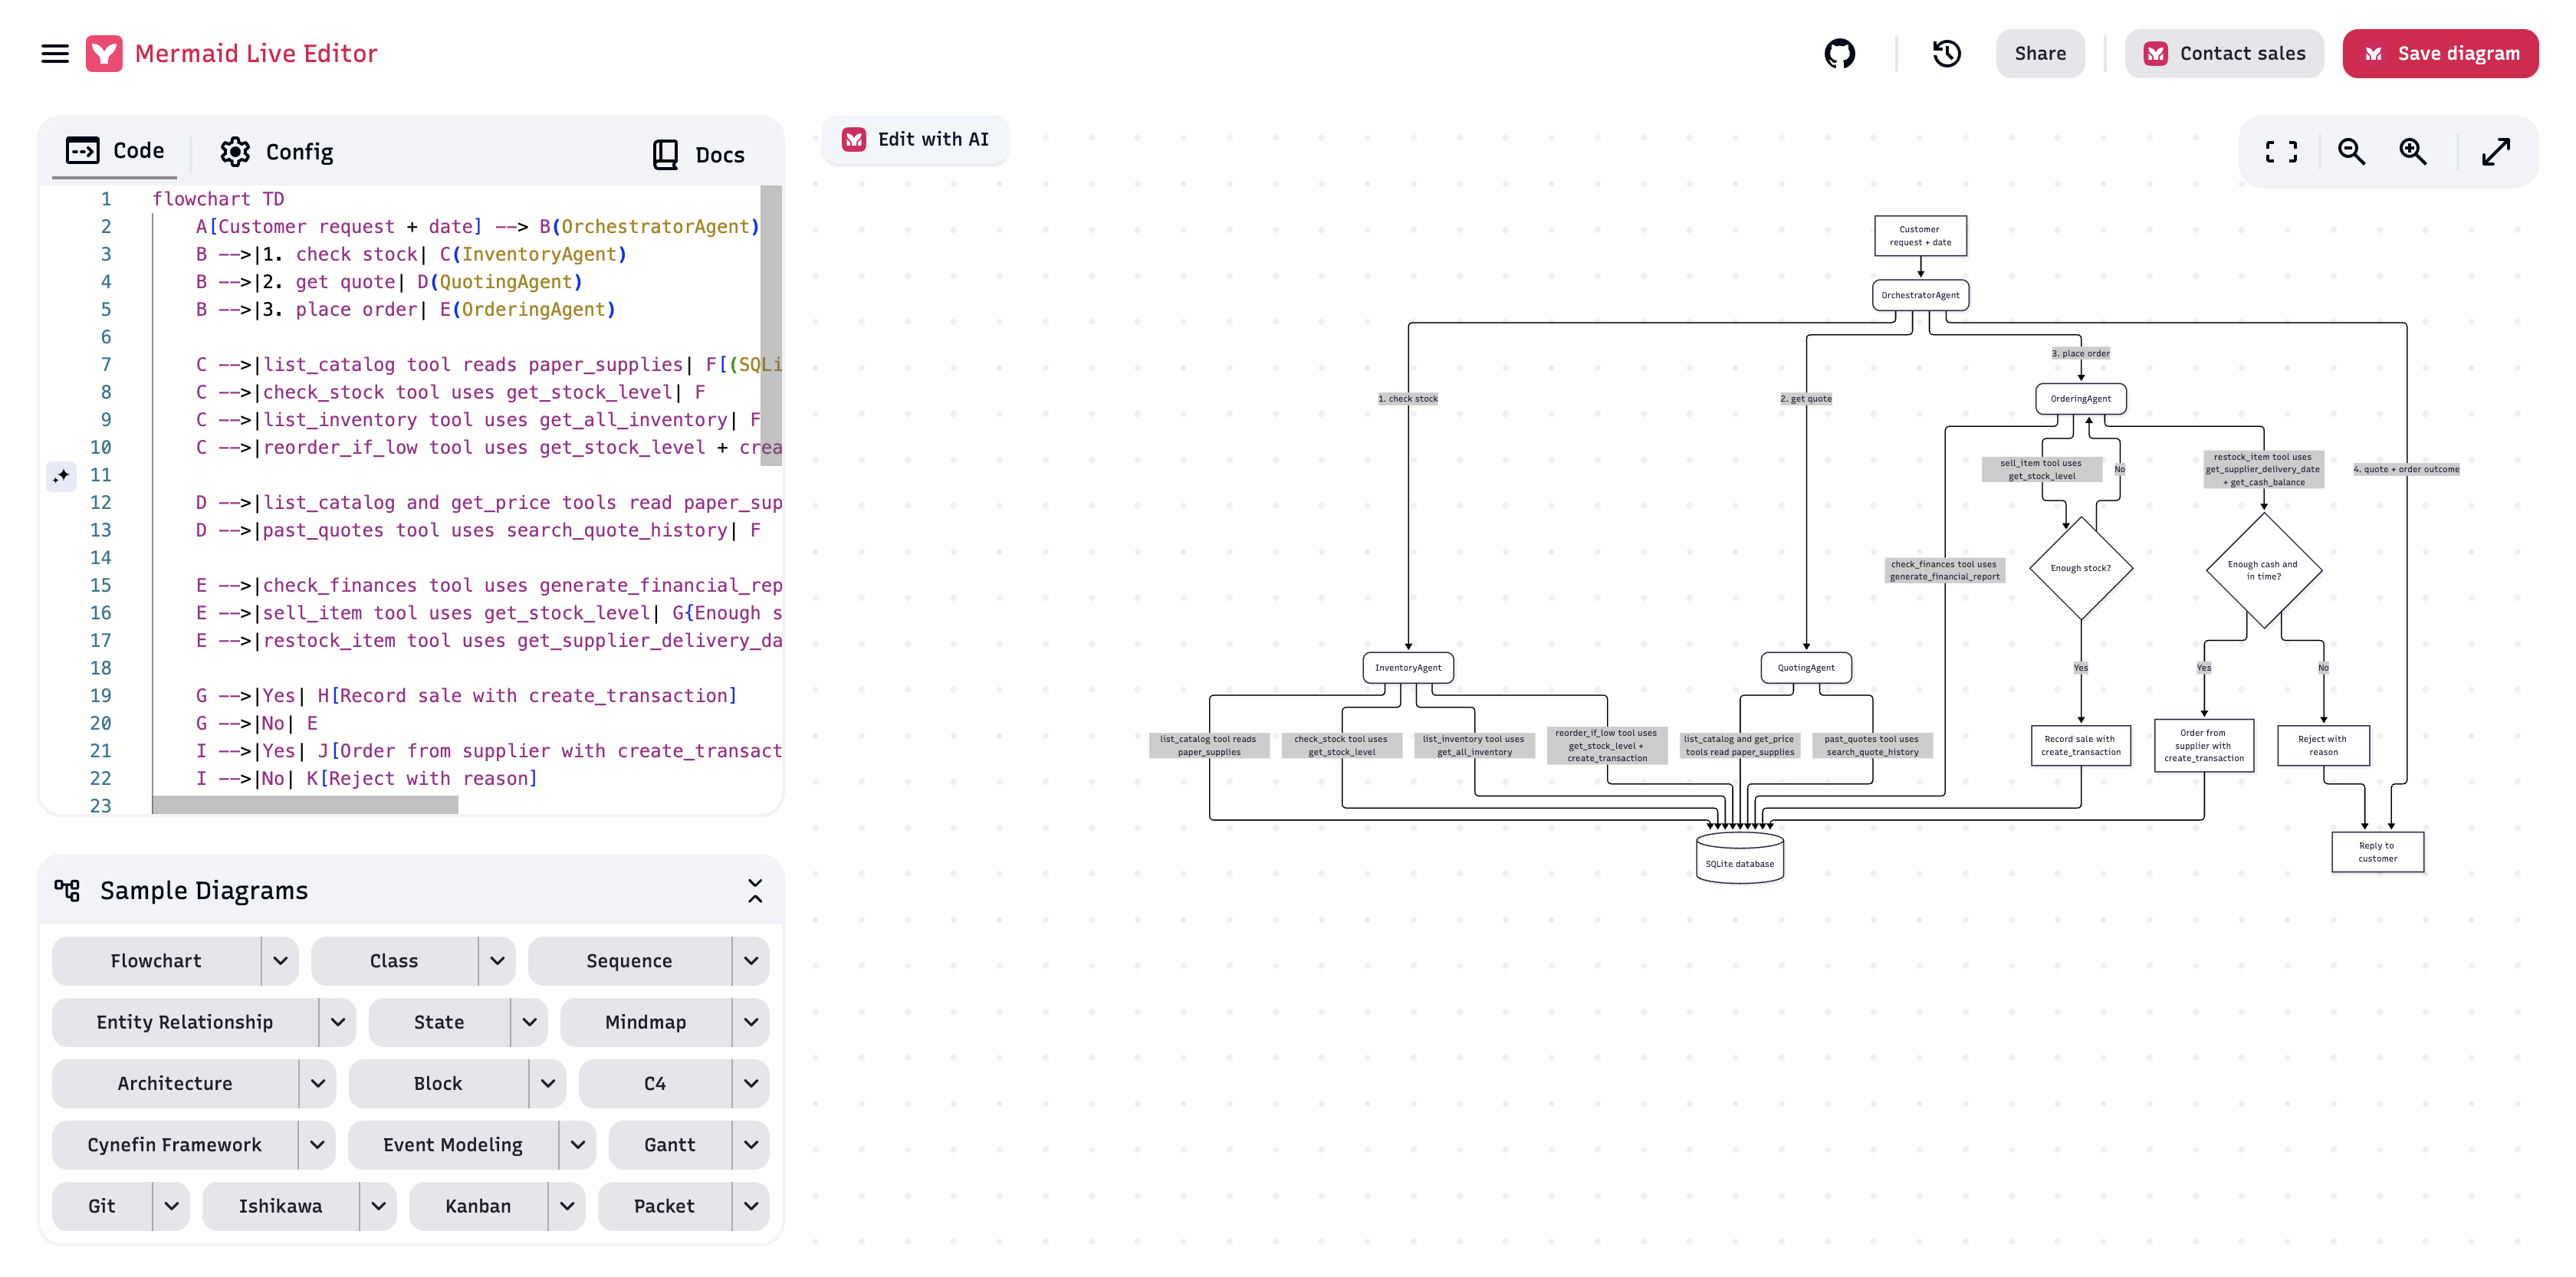 Mermaid Live Editor
Share
Contact sales
Save diagram
Code
Config
Docs
1 flowchart TD
2 A[Customer request + date] --> B(OrchestratorAgent)
3 B -->|1. check stock| C(InventoryAgent)
4 B -->|2. get quote| D(QuotingAgent)
5 B -->|3. place order| E(OrderingAgent)
6
7 C -->|list_catalog tool reads paper_supplies| F[(SQLi
8 C -->|check_stock tool uses get_stock_level| F
9 C -->|list_inventory tool uses get_all_inventory| F
10 C -->|reorder_if_low tool uses get_stock_level + crea
11
12 D -->|list_catalog and get_price tools read paper_sup
13 D -->|past_quotes tool uses search_quote_history| F
14
15 E -->|check_finances tool uses generate_financial_rep
16 E -->|sell_item tool uses get_stock_level| G{Enough s
17 E -->|restock_item tool uses get_supplier_delivery_da
18
19 G -->|Yes| H[Record sale with create_transaction]
20 G -->|No| E
21 I -->|Yes| J[Order from supplier with create_transact
22 I -->|No| K[Reject with reason]
23
Sample Diagrams
Flowchart
Class
Sequence
Entity Relationship
State
Mindmap
Architecture
Block
C4
Cynefin Framework
Event Modeling
Gantt
Git
Ishikawa
Kanban
Packet
Edit with AI
Customer
request + date
OrchestratorAgent
3. place order
1. check stock
2. get quote
OrderingAgent
sell_item tool uses
get_stock_level
No
restock_item tool uses
get_supplier_delivery_date
+ get_cash_balance
4. quote + order outcome
check_finances tool uses
generate_financial_report
Enough stock?
Enough cash and
in time?
InventoryAgent
QuotingAgent
Yes
Yes
No
list_catalog tool reads
paper_supplies
check_stock tool uses
get_stock_level
list_inventory tool uses
get_all_inventory
reorder_if_low tool uses
get_stock_level +
create_transaction
list_catalog and get_price
tools read paper_supplies
past_quotes tool uses
search_quote_history
Record sale with
create_transaction
Order from
supplier with
create_transaction
Reject with
reason
SQLite database
Reply to
customer